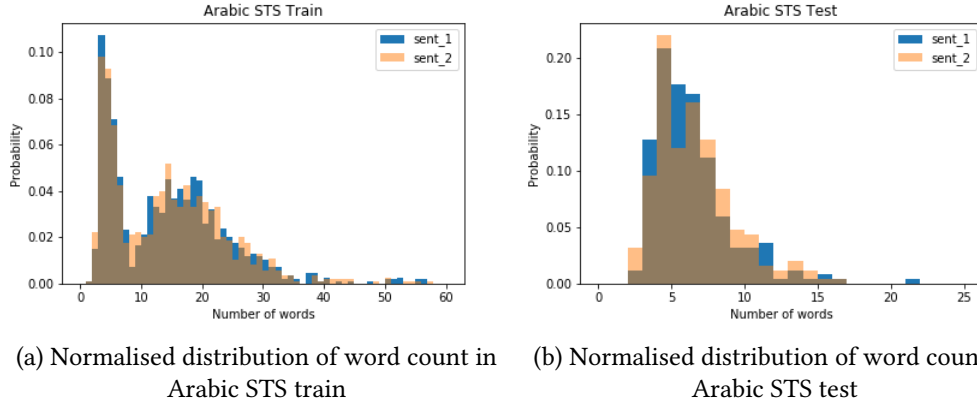 Arabic STS Train
sent_1
sent_2
0.10
0.08
0.06
0.04
0.02
0.00
Probability
0 10 20 30 40 50 60
Number of words
(a) Normalised distribution of word count in
Arabic STS train
Arabic STS Test
sent_1
sent_2
0.20
0.15
0.10
0.05
0.00
Probability
0 5 10 15 20 25
Number of words
(b) Normalised distribution of word coun
Arabic STS test